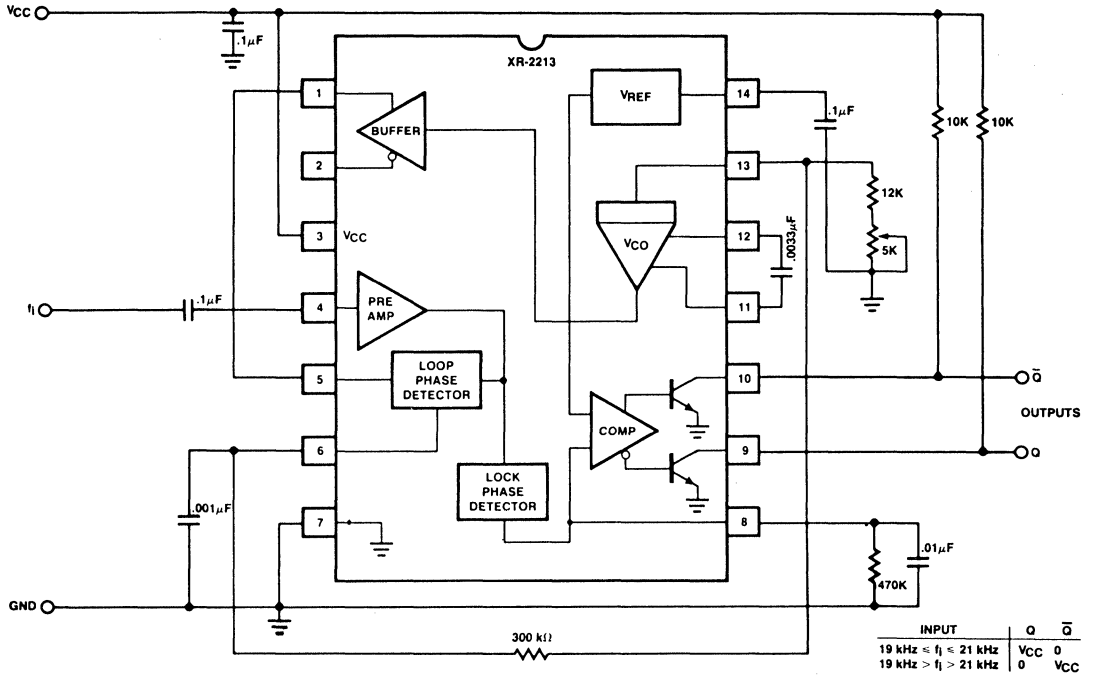 VCC
.1µF
XR-2213
1
BUFFER
VREF
14
.1µF
10K
10K
2
13
12K
3
VCC
VCO
12
.0033µF
5K
fI
.1µF
4
PRE
AMP
11
5
LOOP
PHASE
DETECTOR
10
Q̅
OUTPUTS
6
COMP
9
Q
LOCK
PHASE
DETECTOR
.001µF
7
8
.01µF
470K
GND
300 kΩ
INPUT Q Q̅
19 kHz ≤ fI ≤ 21 kHz VCC 0
19 kHz > fI > 21 kHz 0 VCC